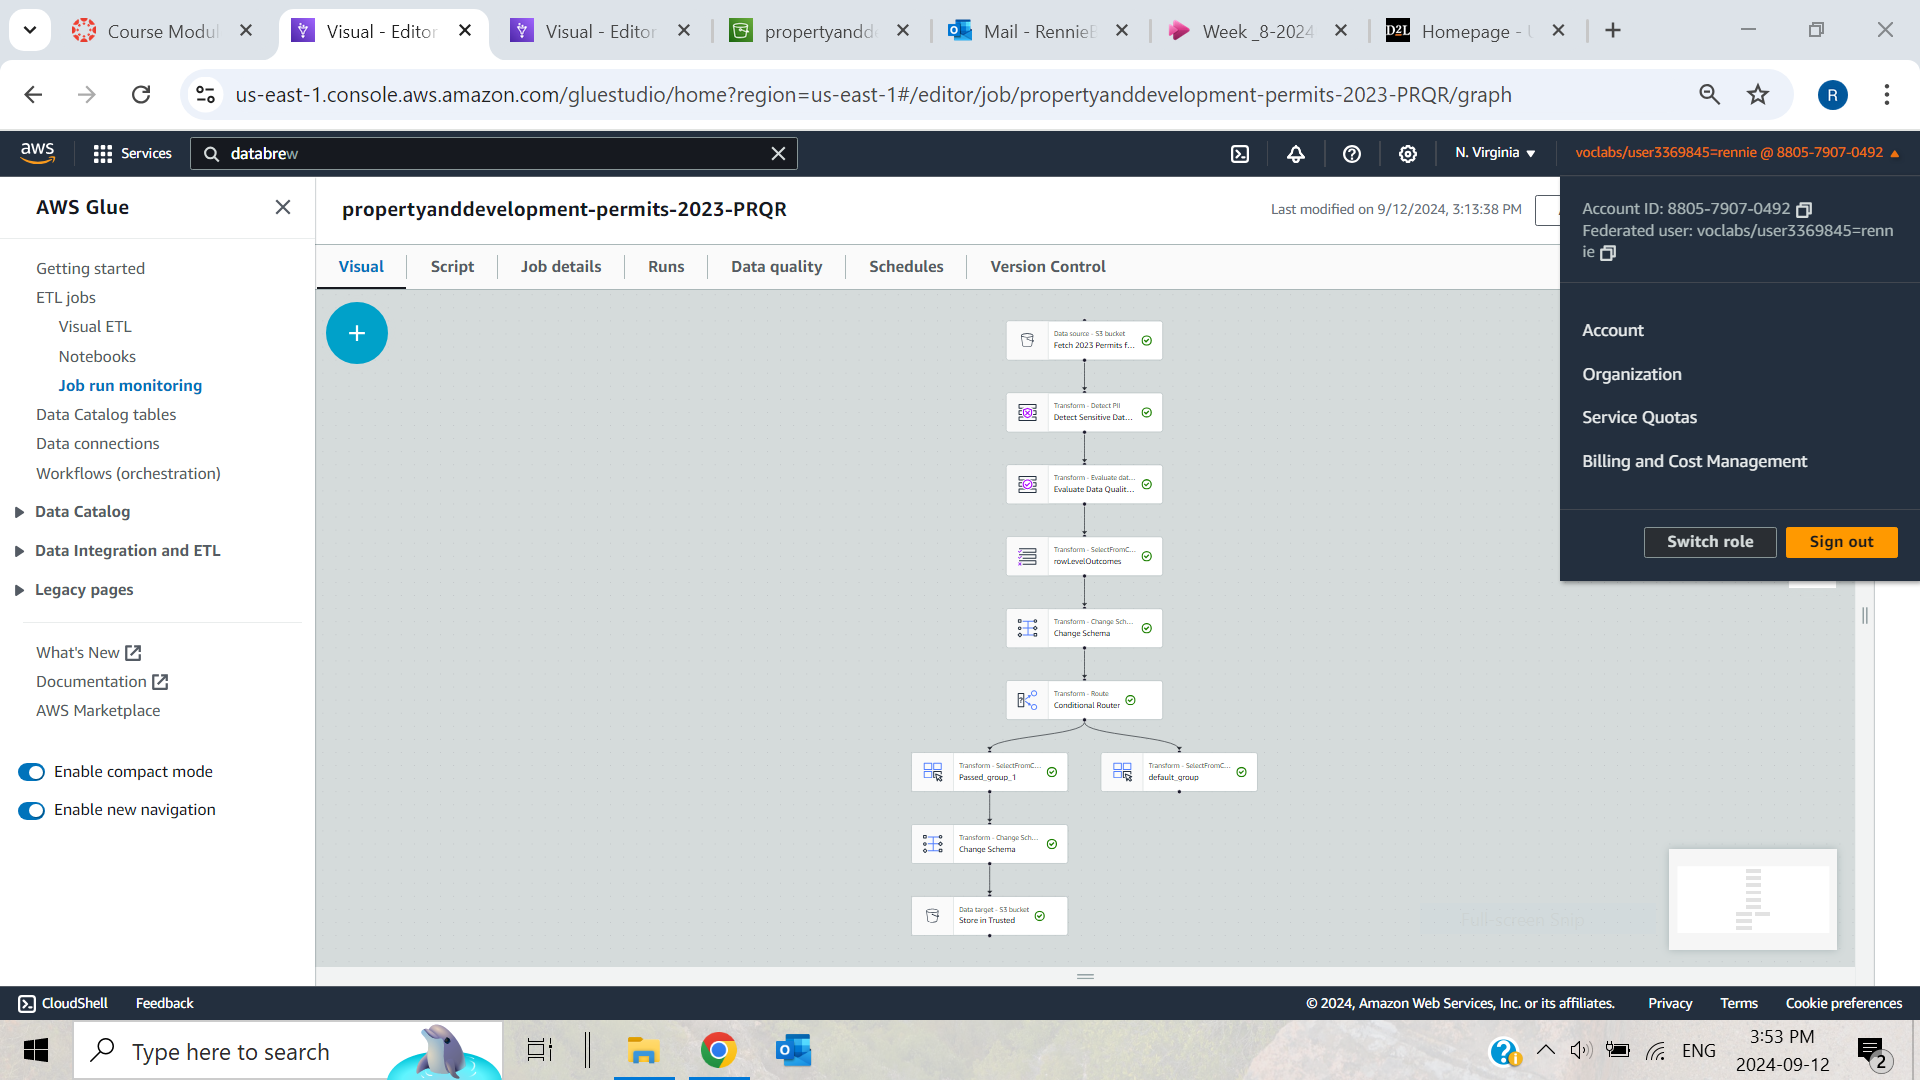 Course Modul
Visual - Editor
Visual - Editor
propertyandde
Mail - RennieB
Week _8-2024
D2L
Homepage - U
us-east-1.console.aws.amazon.com/gluestudio/home?region=us-east-1#/editor/job/propertyanddevelopment-permits-2023-PRQR/graph
R
aws
Services
databrew
N. Virginia
voclabs/user3369845=rennie @ 8805-7907-0492
AWS Glue
Getting started
ETL jobs
Visual ETL
Notebooks
Job run monitoring
Data Catalog tables
Data connections
Workflows (orchestration)
Data Catalog
Data Integration and ETL
Legacy pages
What's New
Documentation
AWS Marketplace
Enable compact mode
Enable new navigation
propertyanddevelopment-permits-2023-PRQR
Last modified on 9/12/2024, 3:13:38 PM
Visual
Script
Job details
Runs
Data quality
Schedules
Version Control
Data source - S3 bucket
Fetch 2023 Permits f...
Transform - Detect PII
Detect Sensitive Dat...
Transform - Evaluate dat...
Evaluate Data Qualit...
Transform - SelectFromC...
rowLevelOutcomes
Transform - Change Sch...
Change Schema
Transform - Route
Conditional Router
Transform - SelectFromC...
Passed_group_1
Transform - SelectFromC...
default_group
Transform - Change Sch...
Change Schema
Data target - S3 bucket
Store in Trusted
Full-screen Snip
Account ID: 8805-7907-0492
Federated user: voclabs/user3369845=renn
ie
Account
Organization
Service Quotas
Billing and Cost Management
Switch role
Sign out
CloudShell
Feedback
© 2024, Amazon Web Services, Inc. or its affiliates.
Privacy
Terms
Cookie preferences
Type here to search
ENG
3:53 PM
2024-09-12
2